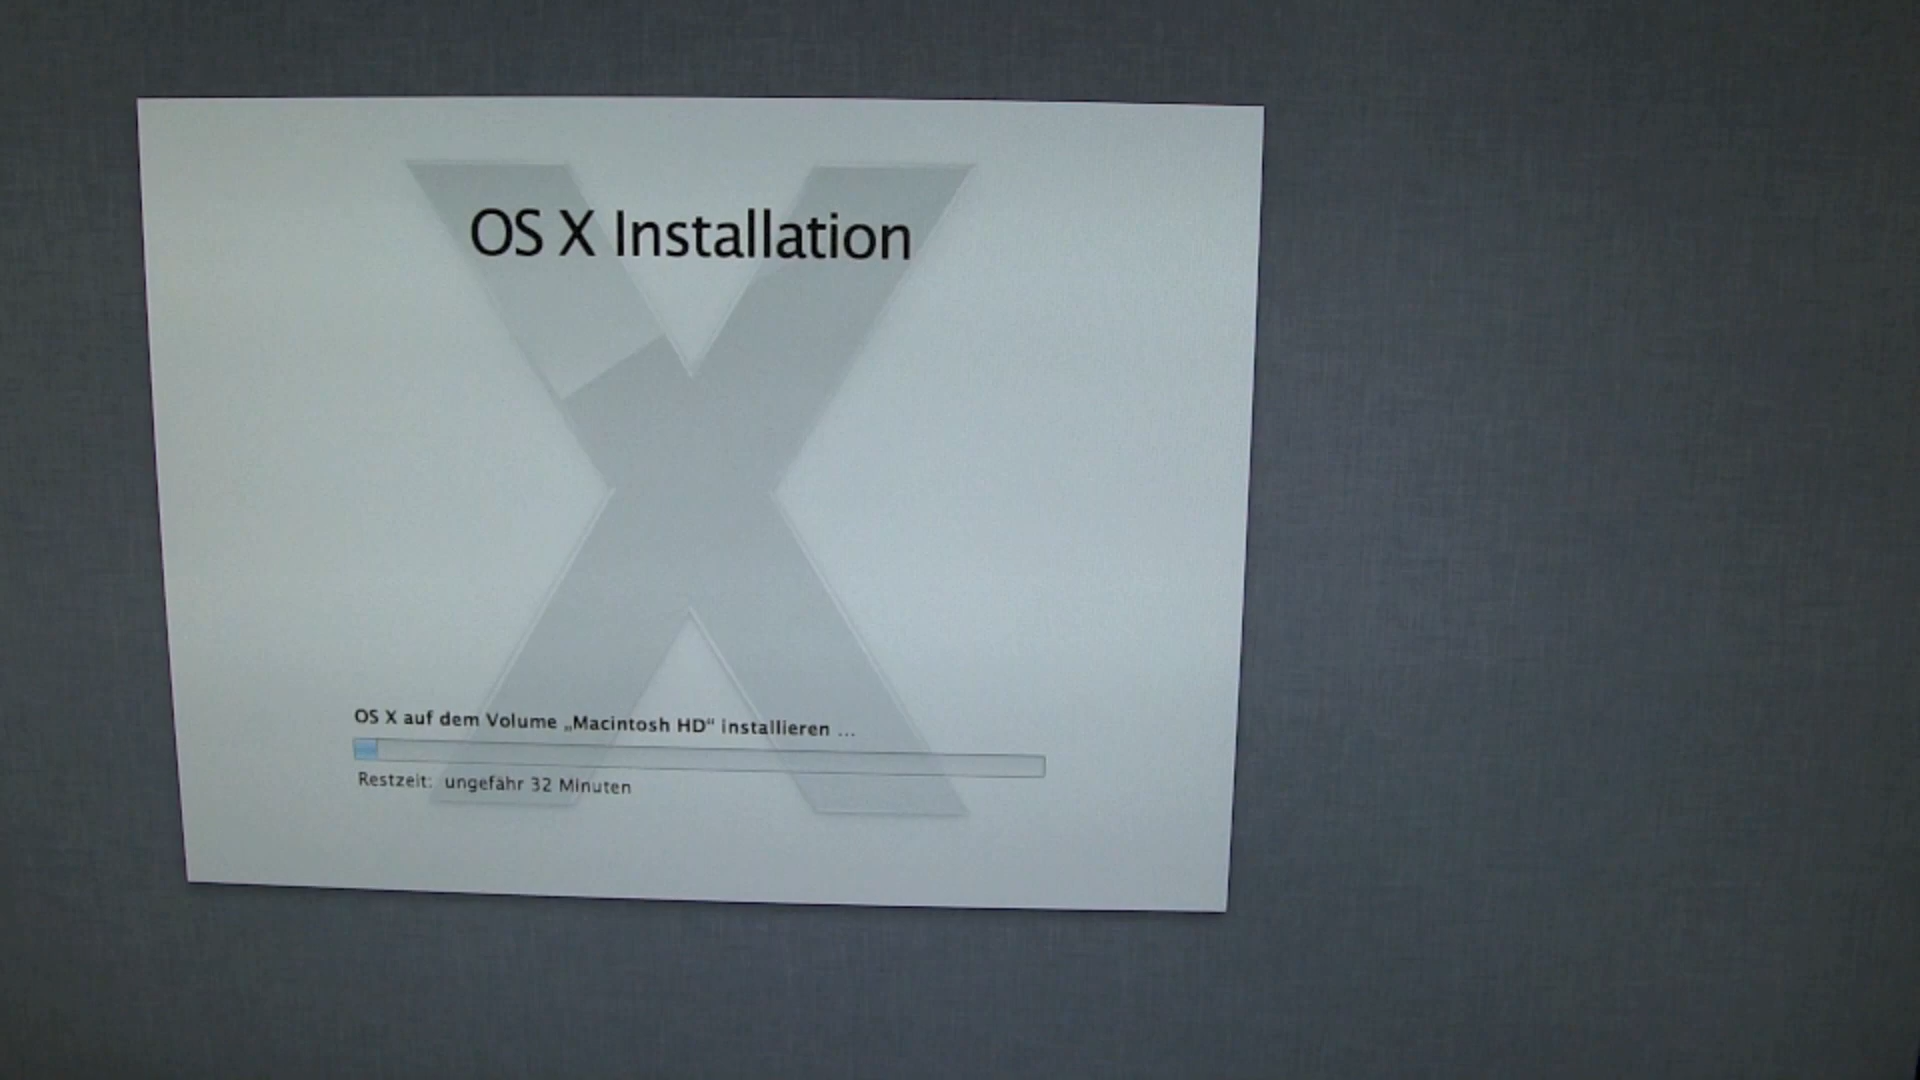 OS X Installation
OS X auf dem Volume „Macintosh HD“ installieren ...
Restzeit: ungefähr 32 Minuten